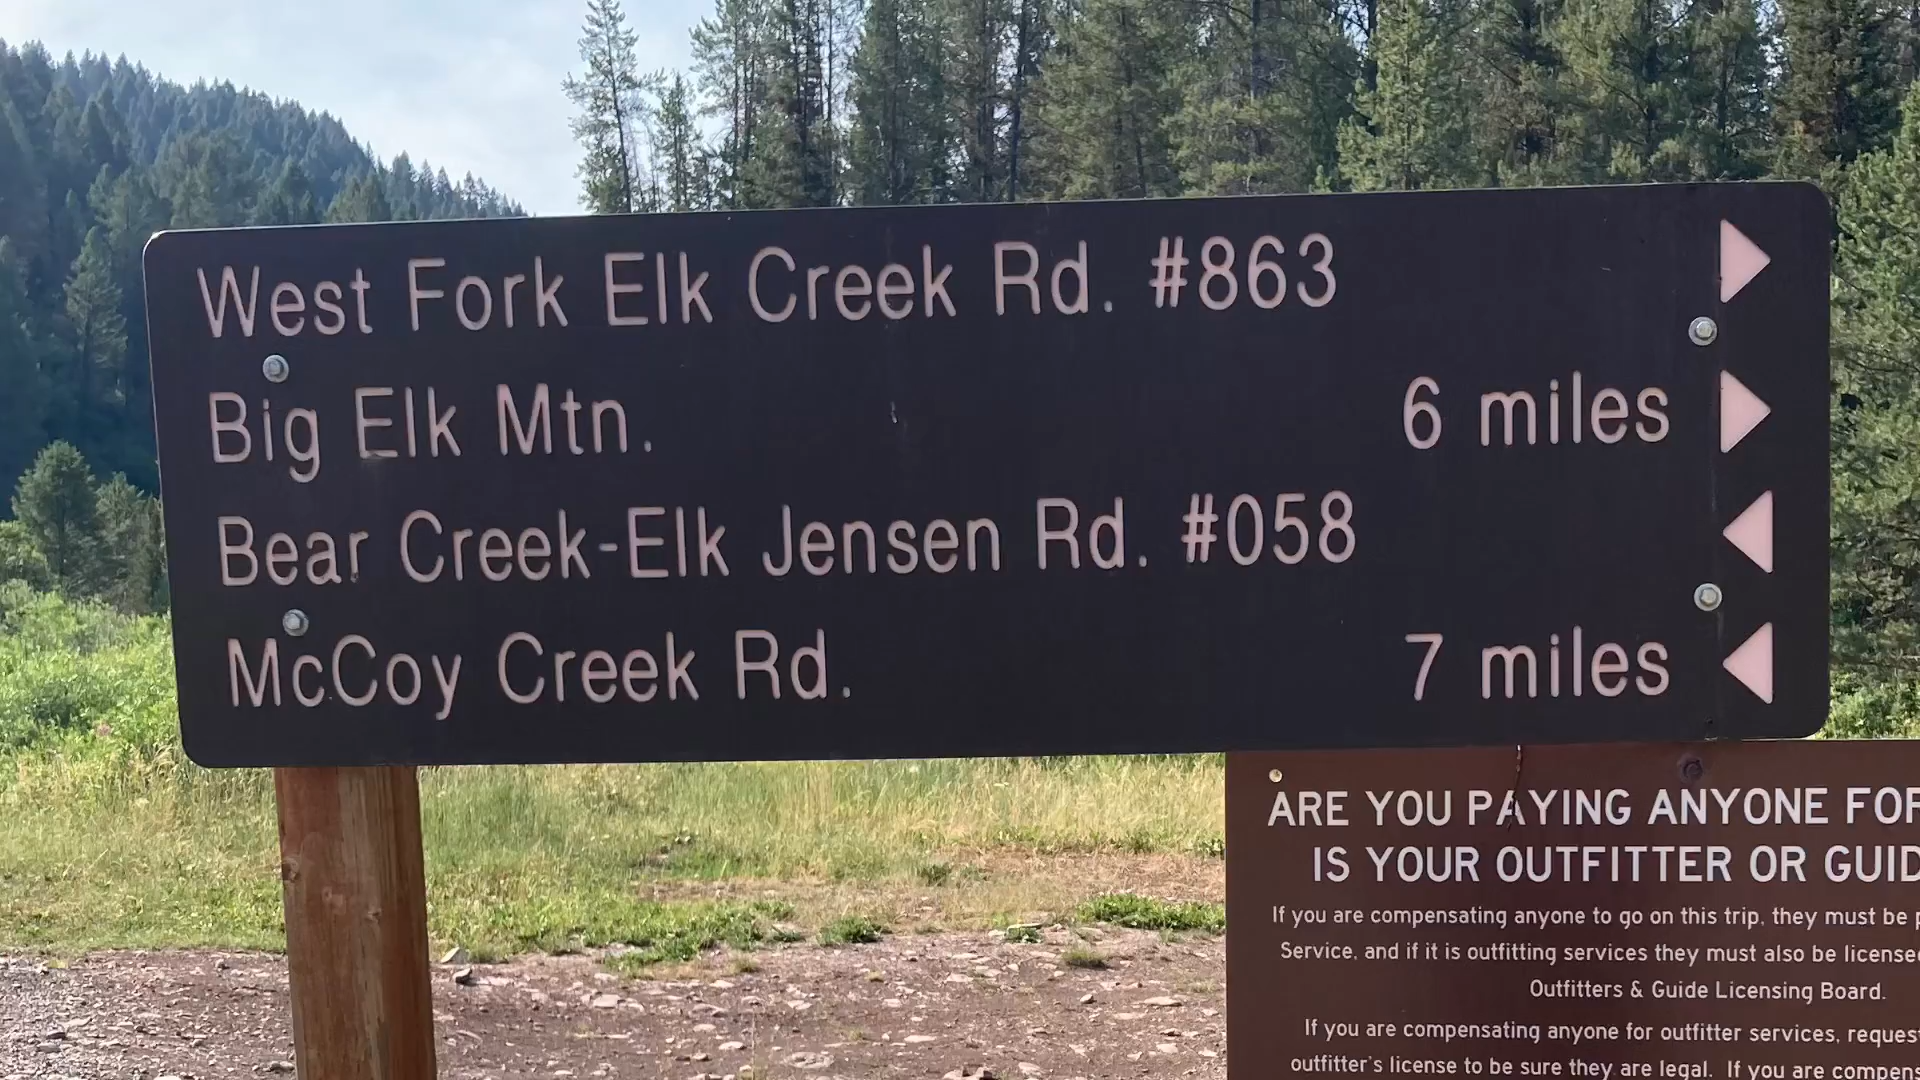 West Fork Elk Creek Rd. #863
Big Elk Mtn. 6 miles
Bear Creek-Elk Jensen Rd. #058
McCoy Creek Rd. 7 miles
ARE YOU PAYING ANYONE FOR
IS YOUR OUTFITTER OR
If you are compensating anyone to go on this trip, they must be
Service, and if it is outfitting services they must also be
Outfitters & Guide Licensing Board.
If you are compensating anyone for outfitter services,
outfitter's license to be sure they are legal. If you are